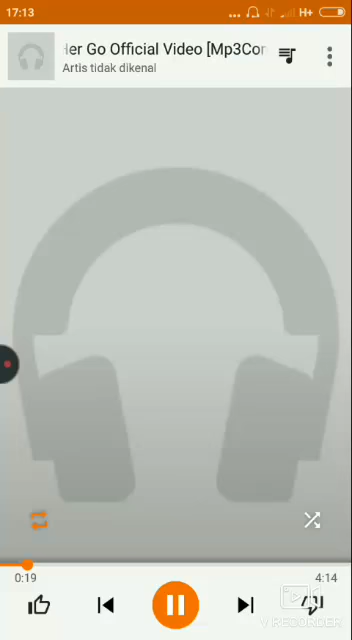 17:13
H+
Her Go Official Video [Mp3Con
Artis tidak dikenal
0:19
4:14
V RECORDER